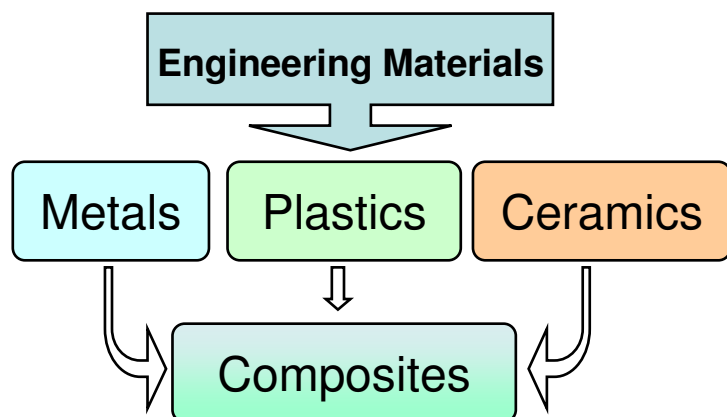 Engineering Materials
Metals
Plastics
Ceramics
Composites